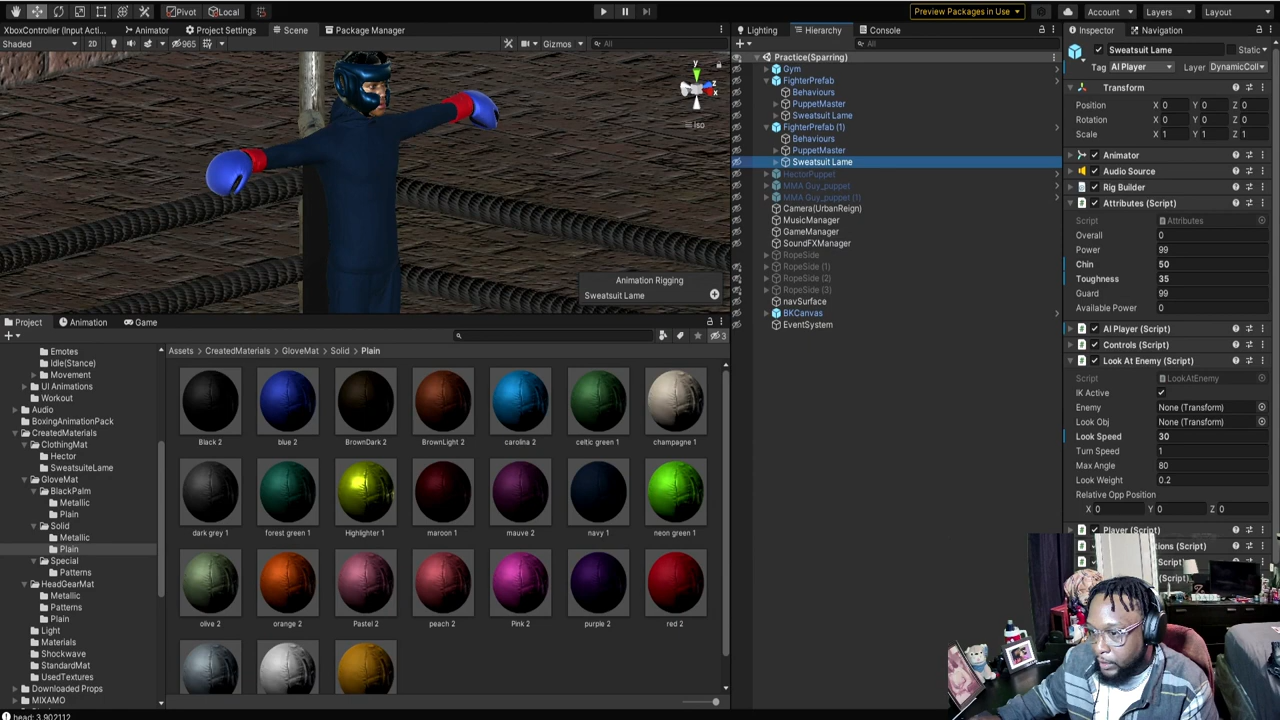 Pivot Local Preview Packages in Use Account Layers Layout
XboxController (Input Acti... Animator Project Settings Scene Package Manager
Shaded 2D 965 Gizmos All
y
z
x
Iso
Animation Rigging
Sweatsuit Lame
Project Animation Game
3
Emotes
Idle(Stance)
Movement
UI Animations
Workout
Audio
BoxingAnimationPack
CreatedMaterials
ClothingMat
Hector
SweatsuiteLame
GloveMat
BlackPalm
Metallic
Plain
Solid
Metallic
Plain
Special
Patterns
HeadGearMat
Metallic
Patterns
Plain
Light
Materials
Shockwave
StandardMat
UsedTextures
Downloaded Props
MIXAMO
Assets > CreatedMaterials > GloveMat > Solid > Plain
Black 2 blue 2 BrownDark 2 BrownLight 2 carolina 2 celtic green 1 champagne 1
dark grey 1 forest green 1 Highlighter 1 maroon 1 mauve 2 navy 1 neon green 1
olive 2 orange 2 Pastel 2 peach 2 Pink 2 purple 2 red 2
head: 3.902112
Lighting Hierarchy Console
All
Practice(Sparring)
Gym
FighterPrefab
Behaviours
PuppetMaster
Sweatsuit Lame
FighterPrefab (1)
Behaviours
PuppetMaster
Sweatsuit Lame
HectorPuppet
MMA Guy_puppet
MMA Guy_puppet (1)
Camera(UrbanReign)
MusicManager
GameManager
SoundFXManager
RopeSide
RopeSide (1)
RopeSide (2)
RopeSide (3)
navSurface
BKCanvas
EventSystem
Inspector Navigation
Sweatsuit Lame Static
Tag AI Player Layer DynamicColl
Transform
Position X 0 Y 0 Z 0
Rotation X 0 Y 0 Z 0
Scale X 1 Y 1 Z 1
Animator
Audio Source
Rig Builder
Attributes (Script)
Script Attributes
Overall 0
Power 99
Chin 50
Toughness 35
Guard 99
Available Power 0
AI Player (Script)
Controls (Script)
Look At Enemy (Script)
Script LookAtEnemy
IK Active
Enemy None (Transform)
Look Obj None (Transform)
Look Speed 30
Turn Speed 1
Max Angle 80
Look Weight 0.2
Relative Opp Position
X 0 Y 0 Z 0
Player (Script)
tions (Script)
Script)
(Script)